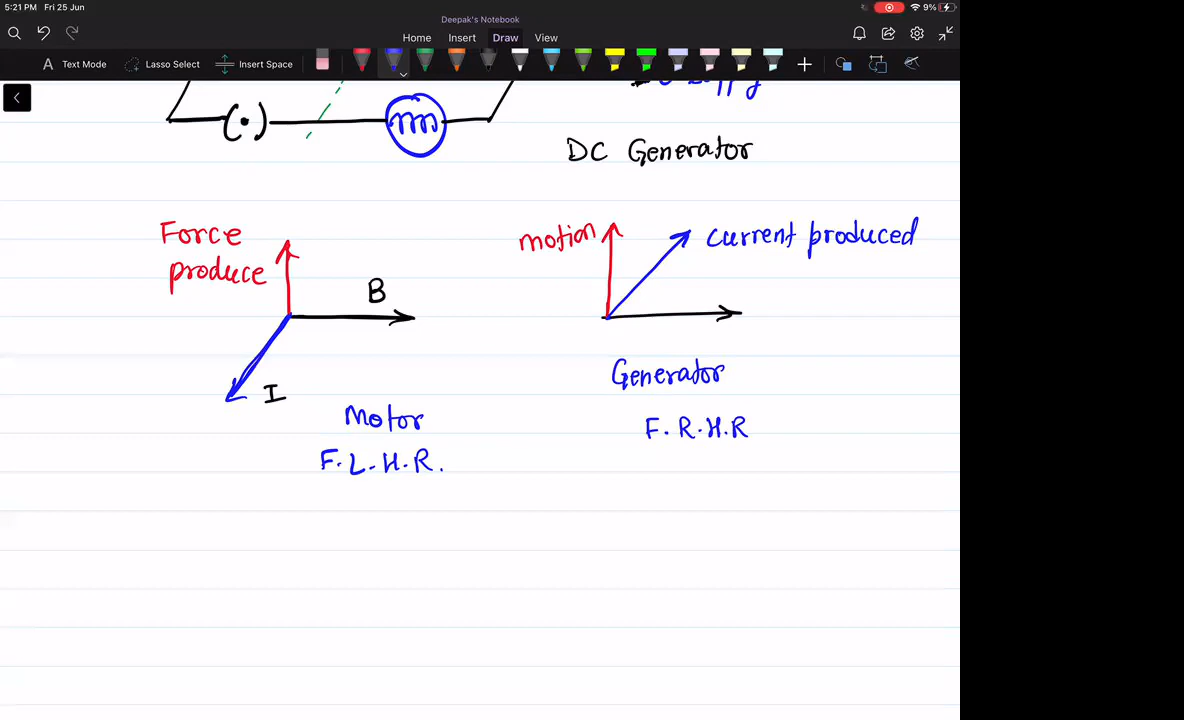 5:21 PM Fri 25 Jun
9%
Deepak's Notebook
Home Insert Draw View
A Text Mode Lasso Select Insert Space
DC Generator
Force
produce
B
I
Motor
F.L.H.R.
motion
current produced
Generator
F.R.H.R